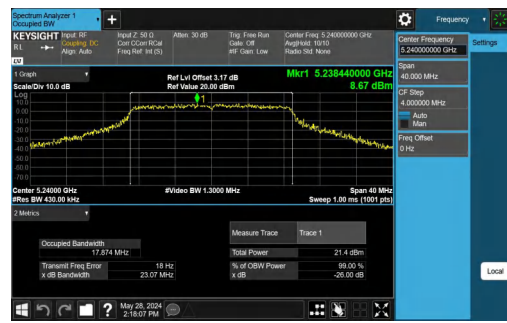 Spectrum Analyzer 1
Occupied BW
Frequency
KEYSIGHT
RL
Input: RF
Coupling: DC
Align: Auto
Input Z: 50 Ω
Corr CCorr RCal
Freq Ref: Int (S)
Atten: 30 dB
Trig: Free Run
Gate: Off
#IF Gain: Low
Center Freq: 5.240000000 GHz
Avg|Hold: 10/10
Radio Std: None
LV
Center Frequency
5.240000000 GHz
Settings
Span
40.000 MHz
CF Step
4.000000 MHz
Auto
Man
Freq Offset
0 Hz
Local
1 Graph
Scale/Div 10.0 dB
Ref Lvl Offset 3.17 dB
Ref Value 20.00 dBm
Mkr1 5.238440000 GHz
8.67 dBm
Log
10.0
0.00
-10.0
-20.0
-30.0
-40.0
-50.0
-60.0
-70.0
1
Center 5.24000 GHz
#Video BW 1.3000 MHz
Span 40 MHz
#Res BW 430.00 kHz
Sweep 1.00 ms (1001 pts)
2 Metrics
Measure Trace
Trace 1
Occupied Bandwidth
17.874 MHz
Total Power
21.4 dBm
Transmit Freq Error
18 Hz
% of OBW Power
99.00 %
x dB Bandwidth
23.07 MHz
x dB
-26.00 dB
May 28, 2024
2:18:07 PM